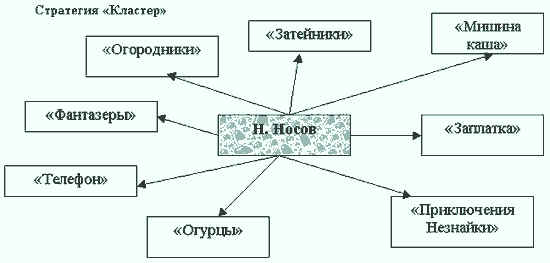 Стратегия «Кластер»
«Затейники»
«Мишина
каша»
«Огородники»
«Фантазеры»
Н. Носов
«Заплатка»
«Телефон»
«Огурцы»
«Приключения
Незнайки»